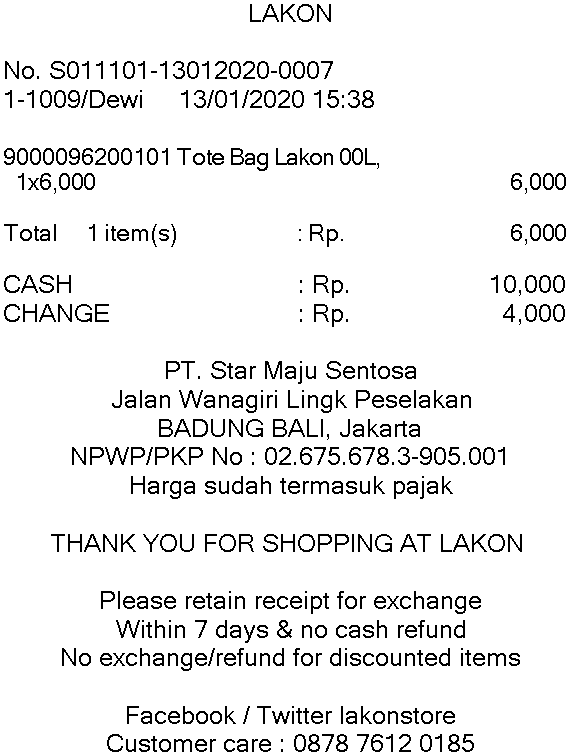 LAKON
No. S011101-13012020-0007
1-1009/Dewi 13/01/2020 15:38
9000096200101 Tote Bag Lakon 00L,
1x6,000 6,000
Total 1 item(s) : Rp. 6,000
CASH : Rp. 10,000
CHANGE : Rp. 4,000
PT. Star Maju Sentosa
Jalan Wanagiri Lingk Peselakan
BADUNG BALI, Jakarta
NPWP/PKP No : 02.675.678.3-905.001
Harga sudah termasuk pajak
THANK YOU FOR SHOPPING AT LAKON
Please retain receipt for exchange
Within 7 days & no cash refund
No exchange/refund for discounted items
Facebook / Twitter lakonstore
Customer care : 0878 7612 0185